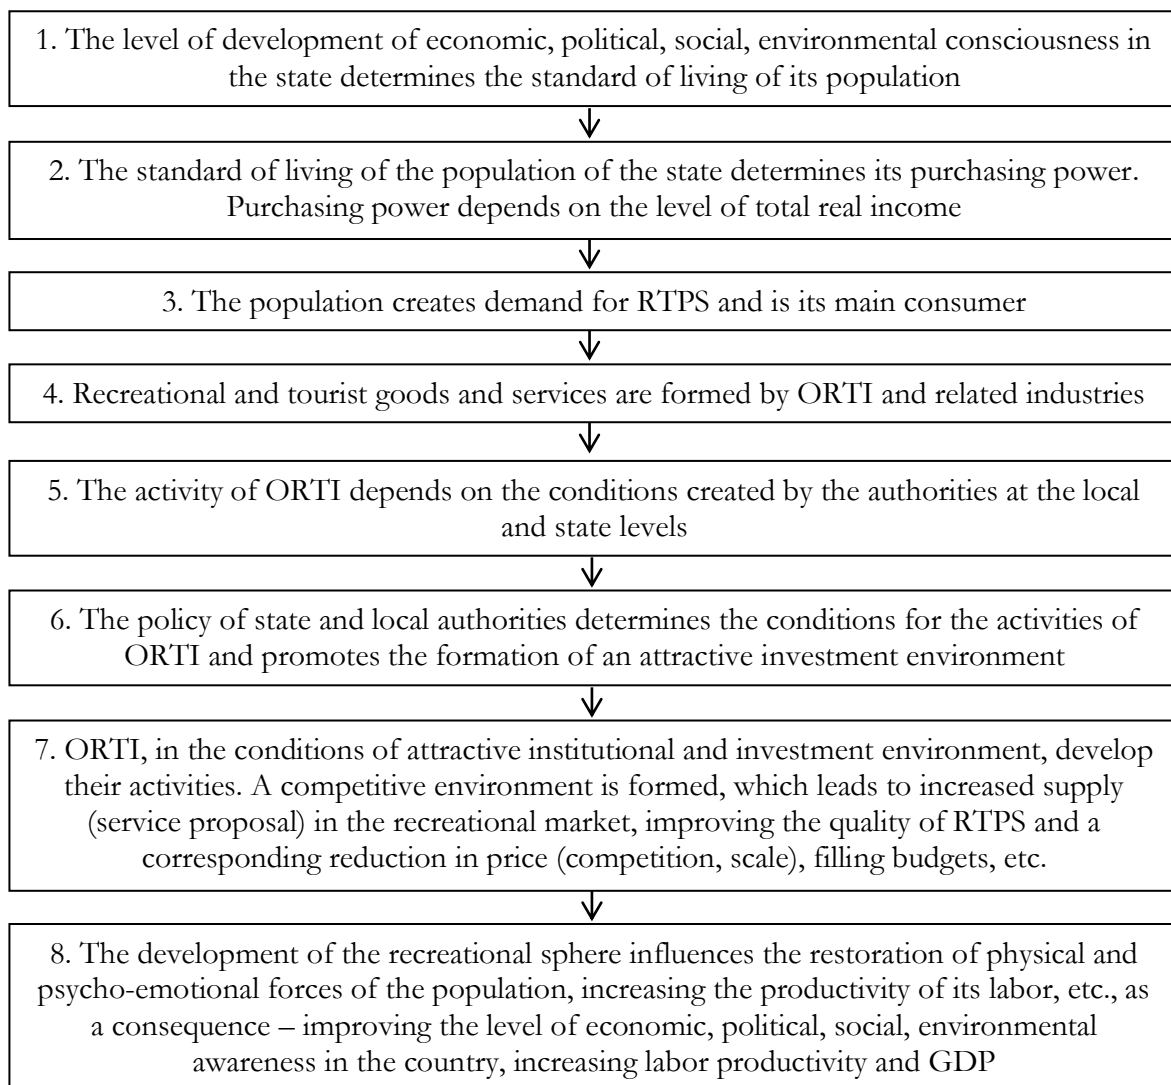 1. The level of development of economic, political, social, environmental consciousness in
the state determines the standard of living of its population
2. The standard of living of the population of the state determines its purchasing power.
Purchasing power depends on the level of total real income
3. The population creates demand for RTPS and is its main consumer
4. Recreational and tourist goods and services are formed by ORTI and related industries
5. The activity of ORTI depends on the conditions created by the authorities at the local
and state levels
6. The policy of state and local authorities determines the conditions for the activities of
ORTI and promotes the formation of an attractive investment environment
7. ORTI, in the conditions of attractive institutional and investment environment, develop
their activities. A competitive environment is formed, which leads to increased supply
(service proposal) in the recreational market, improving the quality of RTPS and a
corresponding reduction in price (competition, scale), filling budgets, etc.
8. The development of the recreational sphere influences the restoration of physical and
psycho-emotional forces of the population, increasing the productivity of its labor, etc., as
a consequence – improving the level of economic, political, social, environmental
awareness in the country, increasing labor productivity and GDP